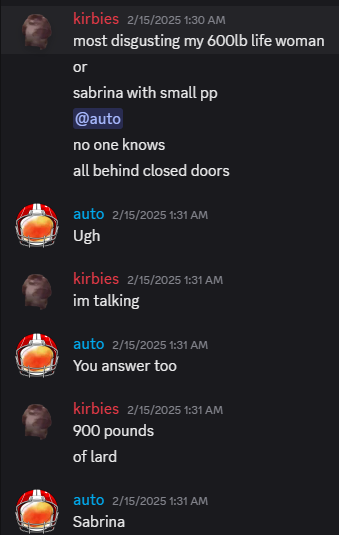 kirbies 2/15/2025 1:30 AM
most disgusting my 600lb life woman
or
sabrina with small pp
@auto
no one knows
all behind closed doors
auto 2/15/2025 1:31 AM
Ugh
kirbies 2/15/2025 1:31 AM
im talking
auto 2/15/2025 1:31 AM
You answer too
kirbies 2/15/2025 1:31 AM
900 pounds
of lard
auto 2/15/2025 1:31 AM
Sabrina